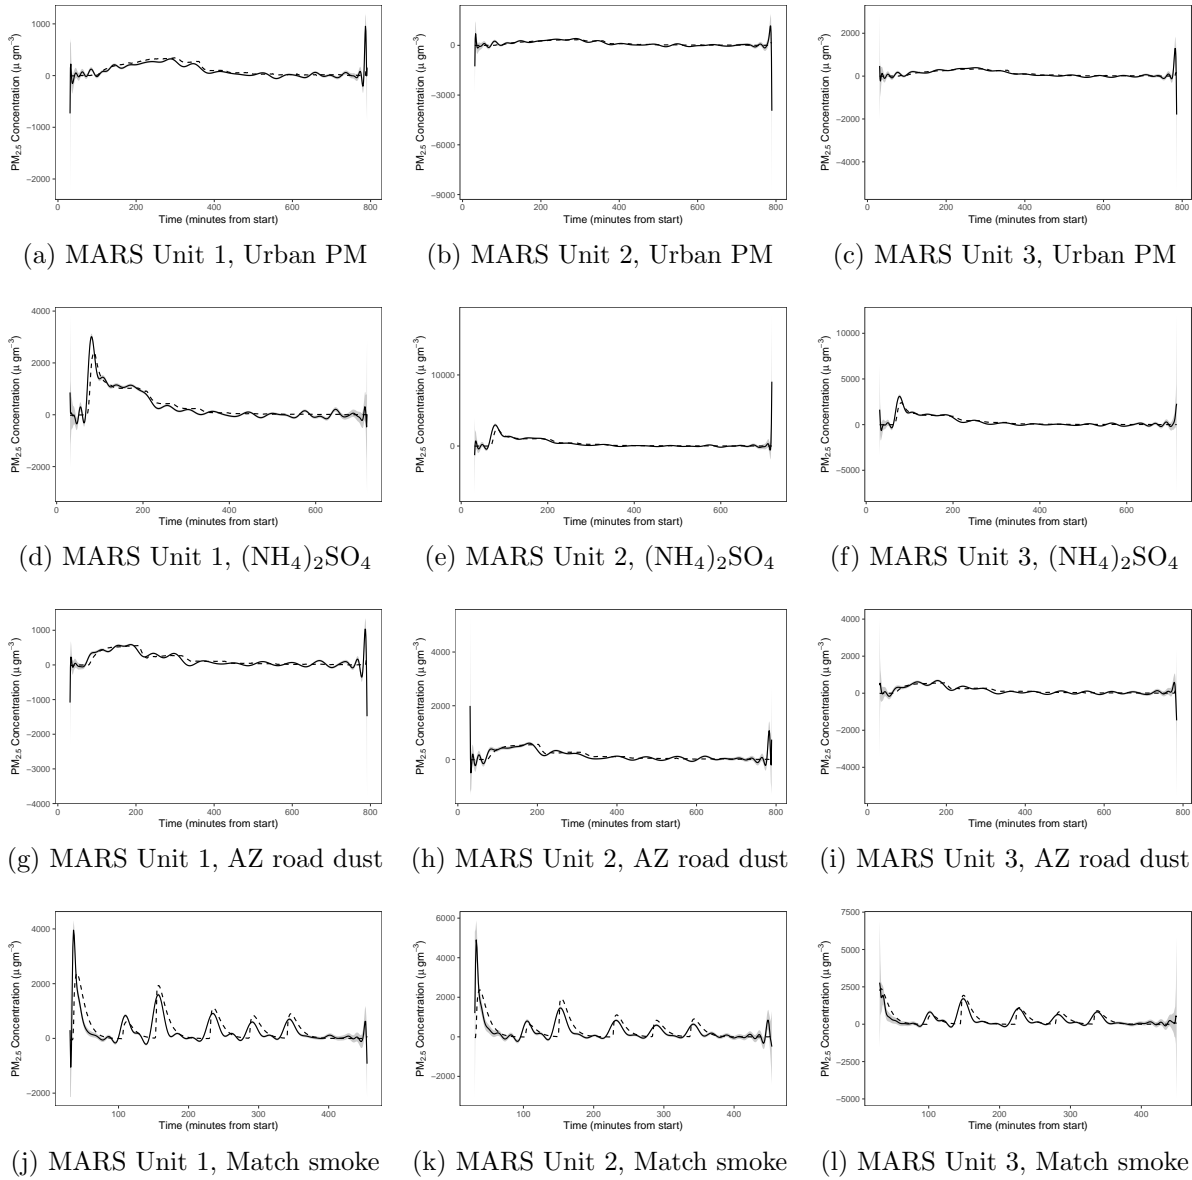 PM2.5 Concentration (μ gm−3)
1000
0
−1000
−2000
0 200 400 600 800
Time (minutes from start)
(a) MARS Unit 1, Urban PM
PM2.5 Concentration (μ gm−3)
0
−3000
−6000
−9000
0 200 400 600 800
Time (minutes from start)
(b) MARS Unit 2, Urban PM
PM2.5 Concentration (μ gm−3)
2000
0
−2000
−4000
0 200 400 600 800
Time (minutes from start)
(c) MARS Unit 3, Urban PM
PM2.5 Concentration (μ gm−3)
4000
2000
0
−2000
0 200 400 600
Time (minutes from start)
(d) MARS Unit 1, (NH4)2SO4
PM2.5 Concentration (μ gm−3)
10000
0
0 200 400 600
Time (minutes from start)
(e) MARS Unit 2, (NH4)2SO4
PM2.5 Concentration (μ gm−3)
10000
5000
0
−5000
0 200 400 600
Time (minutes from start)
(f) MARS Unit 3, (NH4)2SO4
PM2.5 Concentration (μ gm−3)
1000
0
−1000
−2000
−3000
−4000
0 200 400 600 800
Time (minutes from start)
(g) MARS Unit 1, AZ road dust
PM2.5 Concentration (μ gm−3)
4000
2000
0
0 200 400 600 800
Time (minutes from start)
(h) MARS Unit 2, AZ road dust
PM2.5 Concentration (μ gm−3)
4000
2000
0
−2000
−4000
0 200 400 600 800
Time (minutes from start)
(i) MARS Unit 3, AZ road dust
PM2.5 Concentration (μ gm−3)
4000
2000
0
−2000
100 200 300 400
Time (minutes from start)
(j) MARS Unit 1, Match smoke
PM2.5 Concentration (μ gm−3)
6000
4000
2000
0
−2000
100 200 300 400
Time (minutes from start)
(k) MARS Unit 2, Match smoke
PM2.5 Concentration (μ gm−3)
7500
5000
2500
0
−2500
−5000
100 200 300 400
Time (minutes from start)
(l) MARS Unit 3, Match smoke